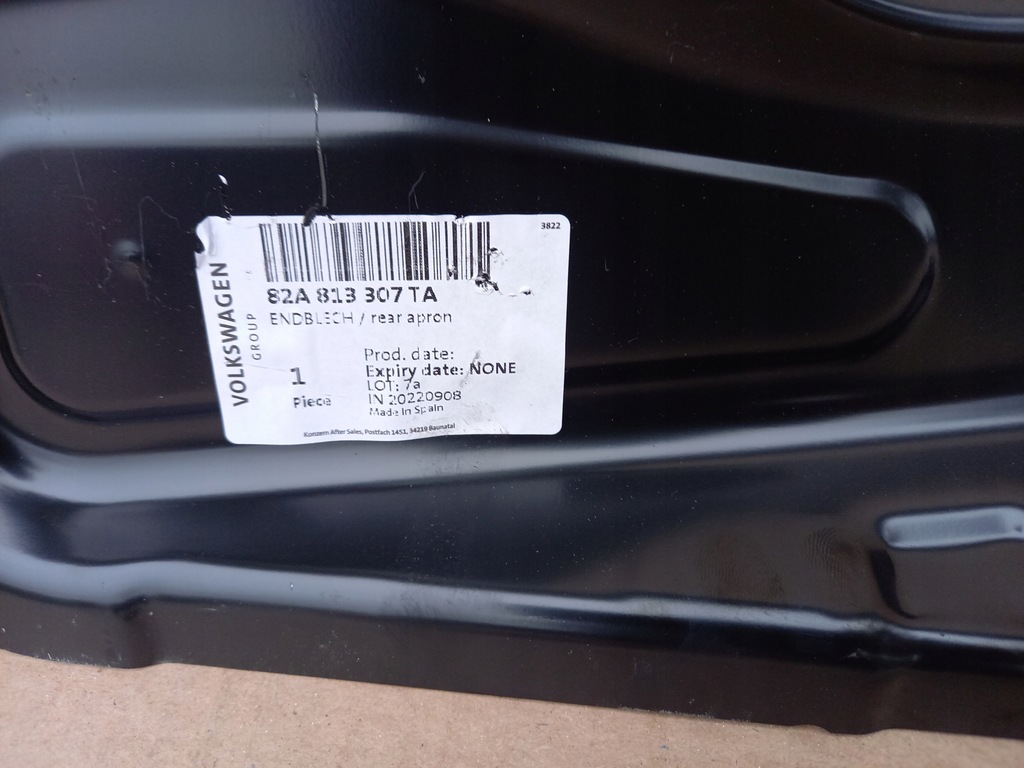 3822
82A 813 307 TA
ENDBLECH / rear apron
VOLKSWAGEN
GROUP
1
Piece
Prod. date:
Expiry date: NONE
LOT: 7a
IN 20220908
Made in Spain
Konzern After Sales, Postfach 1451, 34219 Baunatal